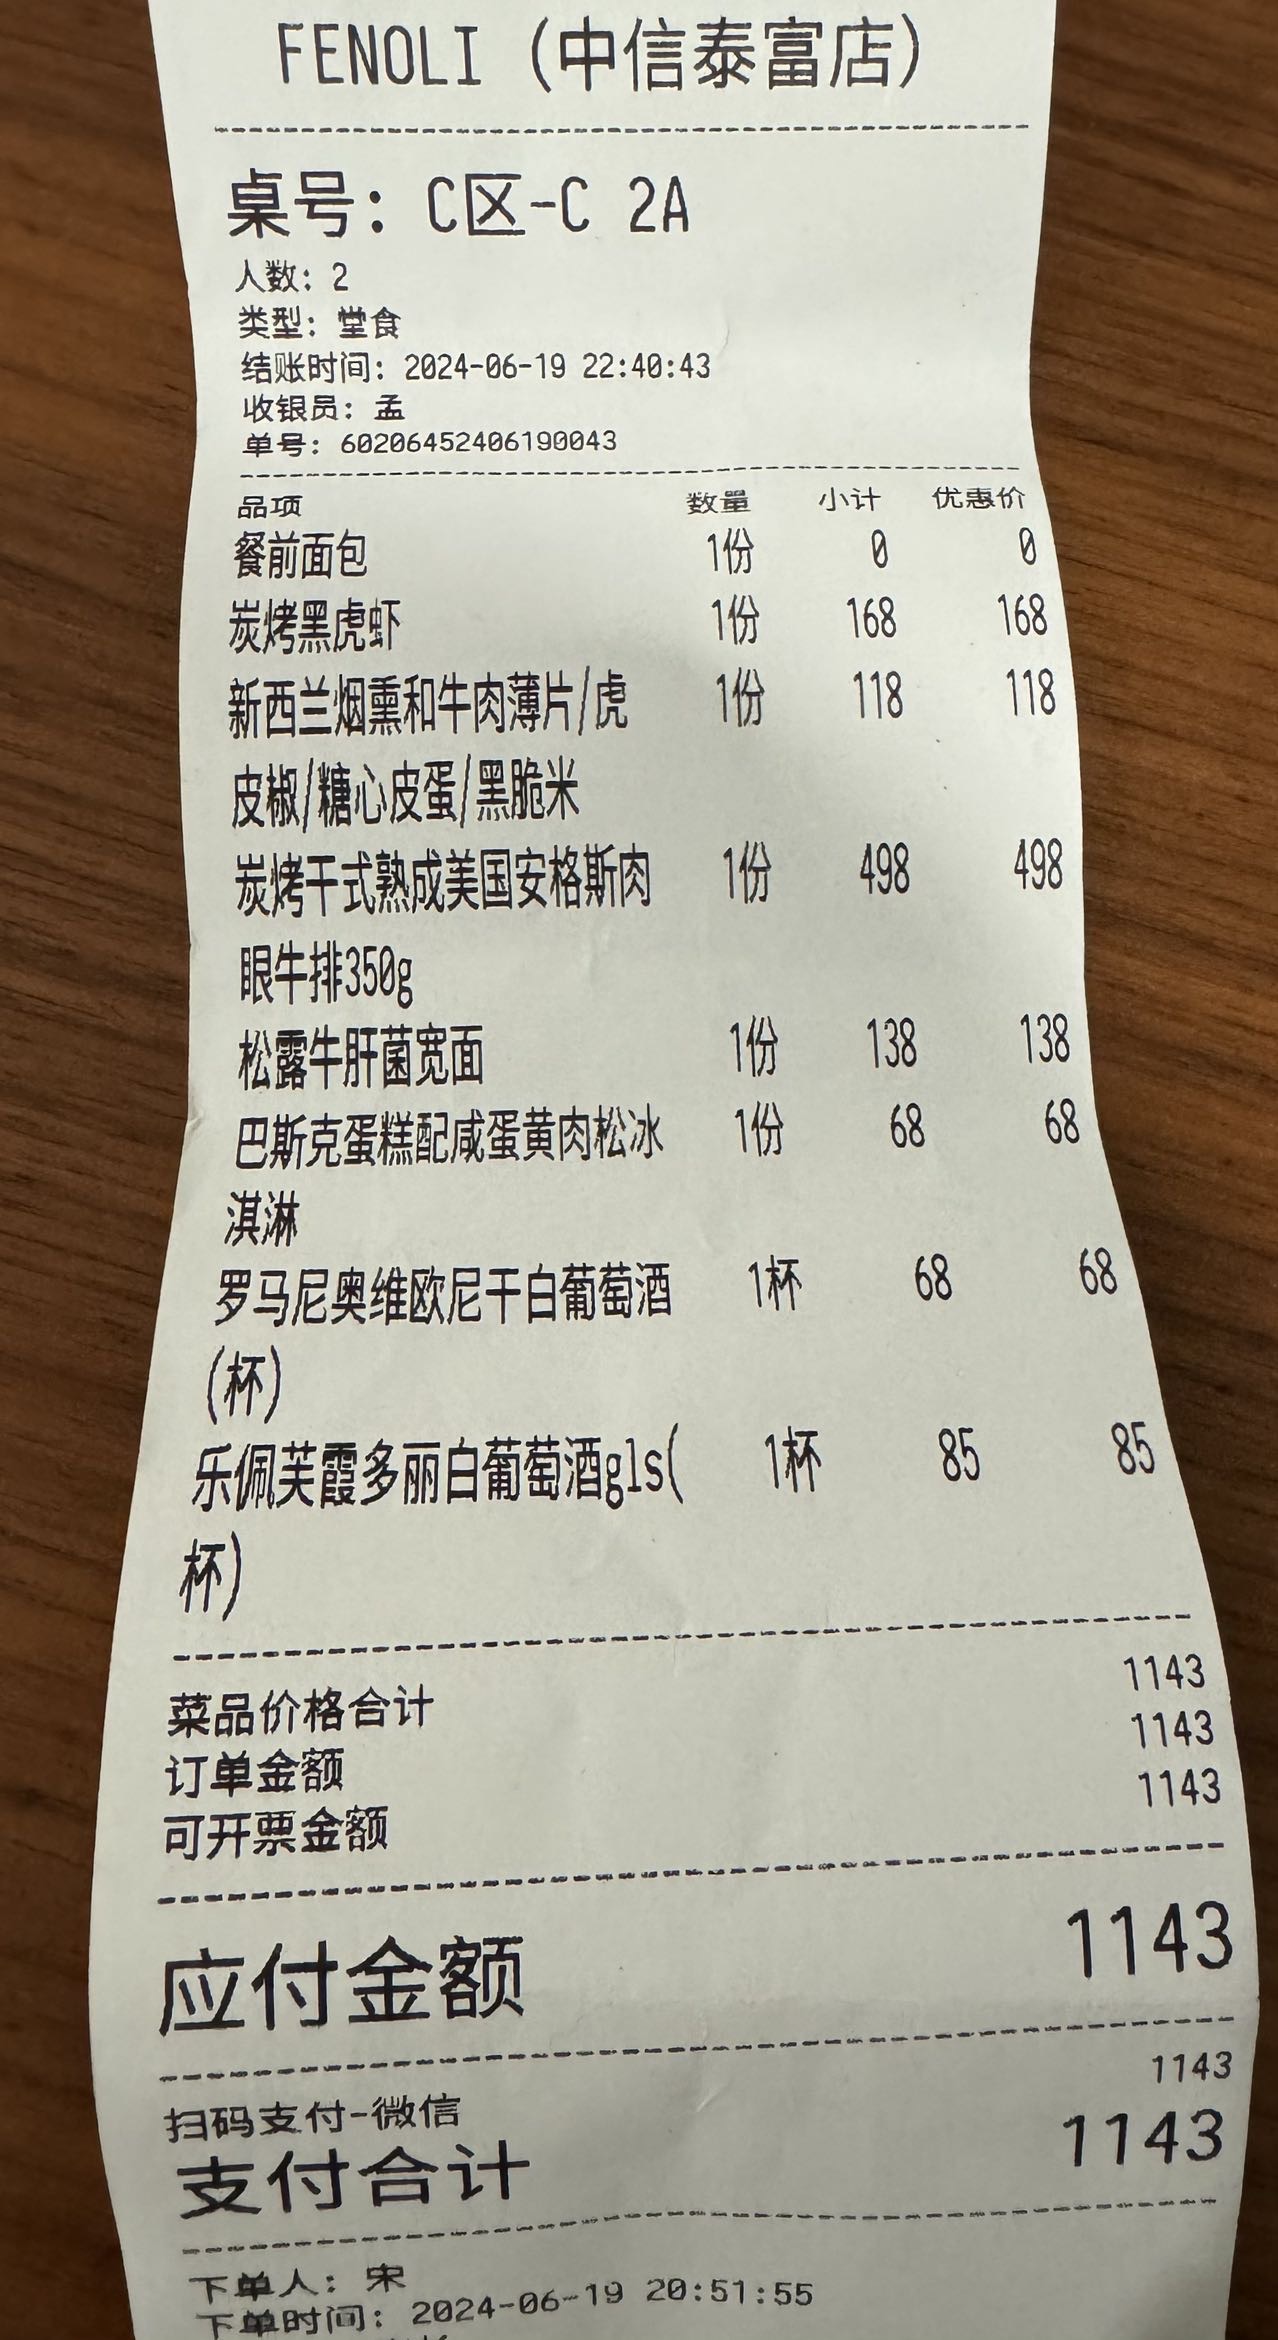 FENOLI (中信泰富店)
桌号: C区-C 2A
人数: 2
类型: 堂食
结账时间: 2024-06-19 22:40:43
收银员: 孟
单号: 60206452406190043
品项 数量 小计 优惠价
餐前面包 1份 0 0
炭烤黑虎虾 1份 168 168
新西兰烟熏和牛肉薄片/虎 1份 118 118
皮椒/糖心皮蛋/黑脆米
炭烤干式熟成美国安格斯肉 1份 498 498
眼牛排350g
松露牛肝菌宽面 1份 138 138
巴斯克蛋糕配咸蛋黄肉松冰 1份 68 68
淇淋
罗马尼奥维欧尼干白葡萄酒 1杯 68 68
(杯)
乐佩芙霞多丽白葡萄酒gls( 1杯 85 85
杯)
菜品价格合计 1143
订单金额 1143
可开票金额 1143
应付金额 1143
扫码支付-微信 1143
支付合计 1143
下单人: 宋
下单时间: 2024-06-19 20:51:55